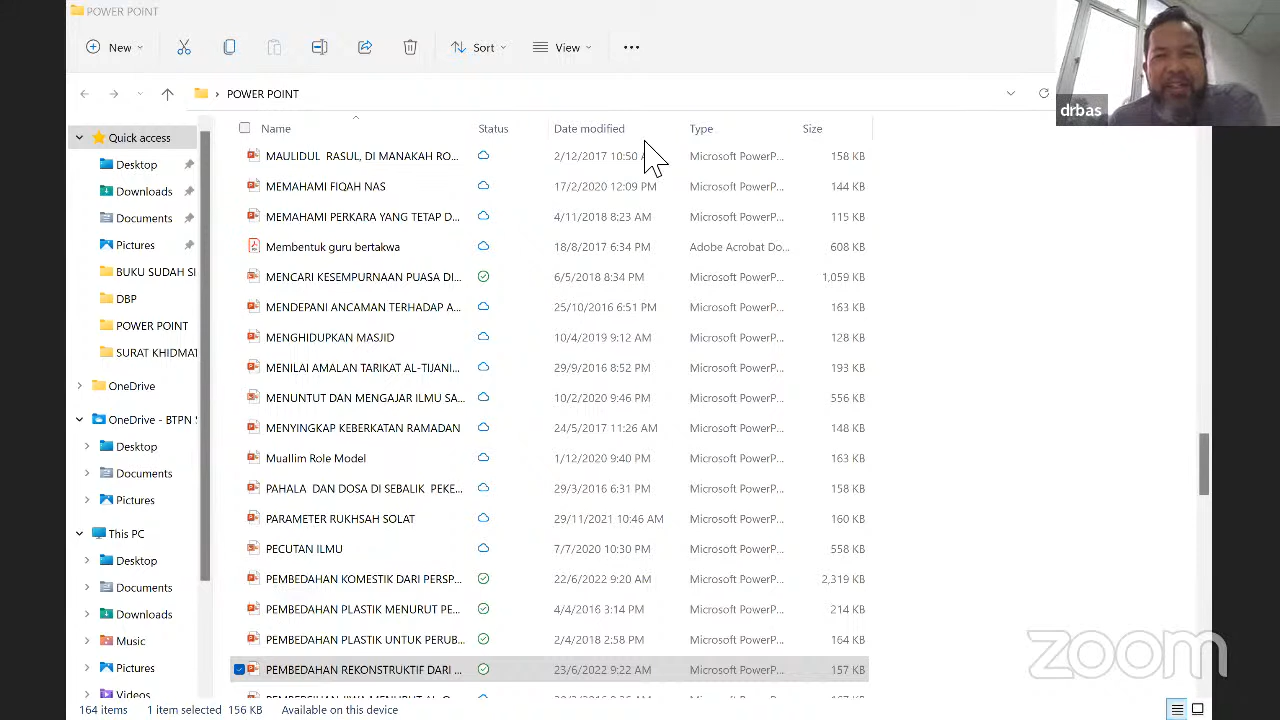 POWER POINT
New
Sort
View
POWER POINT
drbas
Name Status Date modified Type Size
Quick access
Desktop
Downloads
Documents
Pictures
BUKU SUDAH SI
DBP
POWER POINT
SURAT KHIDMAT
OneDrive
OneDrive - BTPN
Desktop
Documents
Pictures
This PC
Desktop
Documents
Downloads
Music
Pictures
Videos
MAULIDUL RASUL, DI MANAKAH RO... 2/12/2017 10:50 Microsoft PowerP... 158 KB
MEMAHAMI FIQAH NAS 17/2/2020 12:09 PM Microsoft PowerP... 144 KB
MEMAHAMI PERKARA YANG TETAP D... 4/11/2018 8:23 AM Microsoft PowerP... 115 KB
Membentuk guru bertakwa 18/8/2017 6:34 PM Adobe Acrobat Do... 608 KB
MENCARI KESEMPURNAAN PUASA DI... 6/5/2018 8:34 PM Microsoft PowerP... 1,059 KB
MENDEPANI ANCAMAN TERHADAP A... 25/10/2016 6:51 PM Microsoft PowerP... 163 KB
MENGHIDUPKAN MASJID 10/4/2019 9:12 AM Microsoft PowerP... 128 KB
MENILAI AMALAN TARIKAT AL-TIJANI... 29/9/2016 8:52 PM Microsoft PowerP... 193 KB
MENUNTUT DAN MENGAJAR ILMU SA... 10/2/2020 9:46 PM Microsoft PowerP... 556 KB
MENYINGKAP KEBERKATAN RAMADAN 24/5/2017 11:26 AM Microsoft PowerP... 148 KB
Muallim Role Model 1/12/2020 9:40 PM Microsoft PowerP... 163 KB
PAHALA DAN DOSA DI SEBALIK PEKE... 29/3/2016 6:31 PM Microsoft PowerP... 158 KB
PARAMETER RUKHSAH SOLAT 29/11/2021 10:46 AM Microsoft PowerP... 160 KB
PECUTAN ILMU 7/7/2020 10:30 PM Microsoft PowerP... 558 KB
PEMBEDAHAN KOMESTIK DARI PERSP... 22/6/2022 9:20 AM Microsoft PowerP... 2,319 KB
PEMBEDAHAN PLASTIK MENURUT PE... 4/4/2016 3:14 PM Microsoft PowerP... 214 KB
PEMBEDAHAN PLASTIK UNTUK PERUB... 2/4/2018 2:58 PM Microsoft PowerP... 164 KB
PEMBEDAHAN REKONSTRUKTIF DARI ... 23/6/2022 9:22 AM Microsoft PowerP... 157 KB
zoom
164 items 1 item selected 156 KB Available on this device